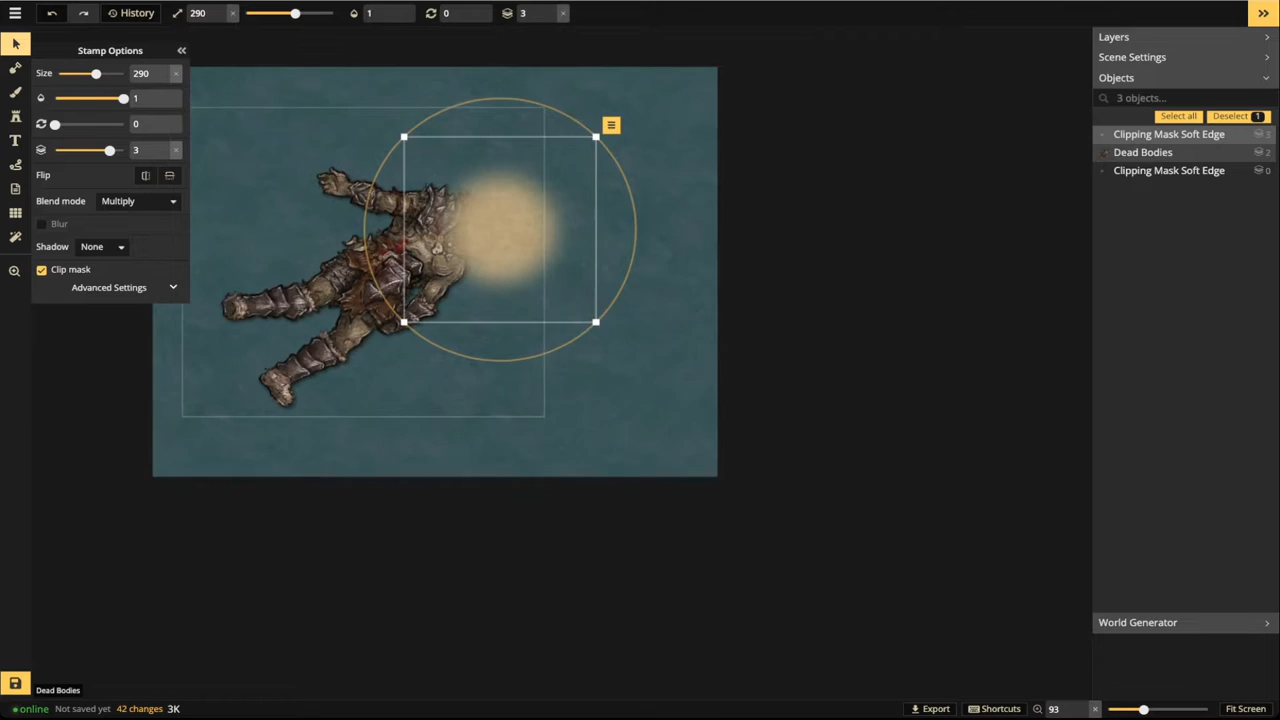 History 290 × 1 0 3 ×
Stamp Options
Size 290 ×
1
0
3 ×
Flip
Blend mode Multiply
Blur
Shadow None
Clip mask
Advanced Settings
Layers
Scene Settings
Objects
3 objects...
Select all Deselect 1
Clipping Mask Soft Edge 3
Dead Bodies 2
Clipping Mask Soft Edge 0
World Generator
Dead Bodies
online Not saved yet 42 changes 3K Export Shortcuts 93 × Fit Screen